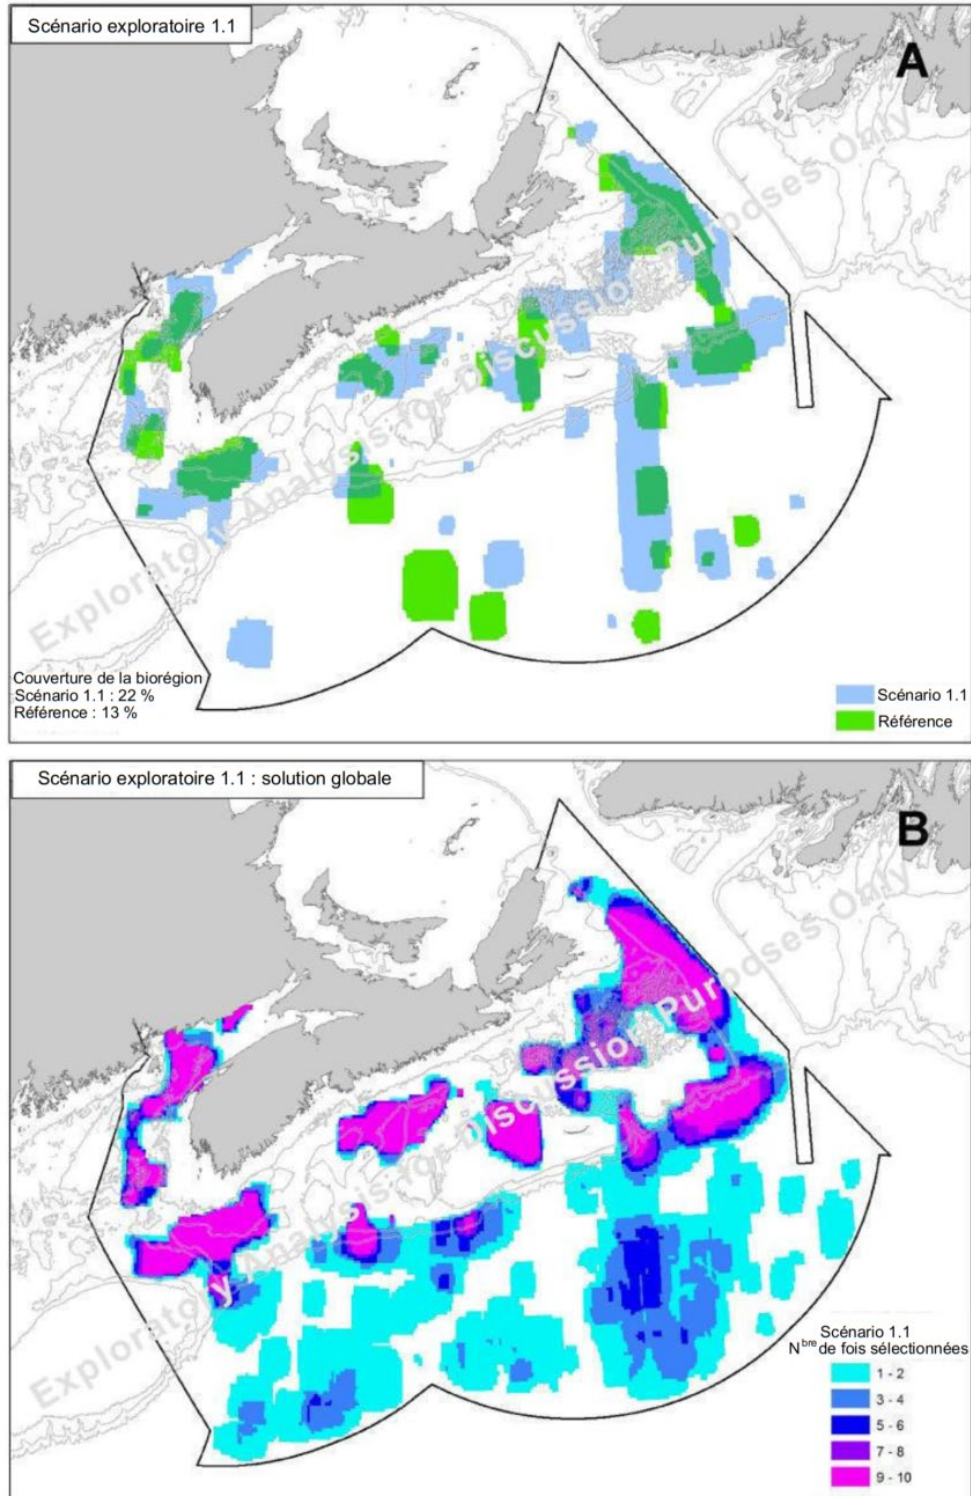 Scénario exploratoire 1.1
A
Exploratory Analysis for Discussion Purposes Only
Couverture de la biorégion
Scénario 1.1 : 22 %
Référence : 13 %
Scénario 1.1
Référence
Scénario exploratoire 1.1 : solution globale
B
Exploratory Analysis for Discussion Purposes Only
Scénario 1.1
Nbre de fois sélectionnées
1 - 2
3 - 4
5 - 6
7 - 8
9 - 10